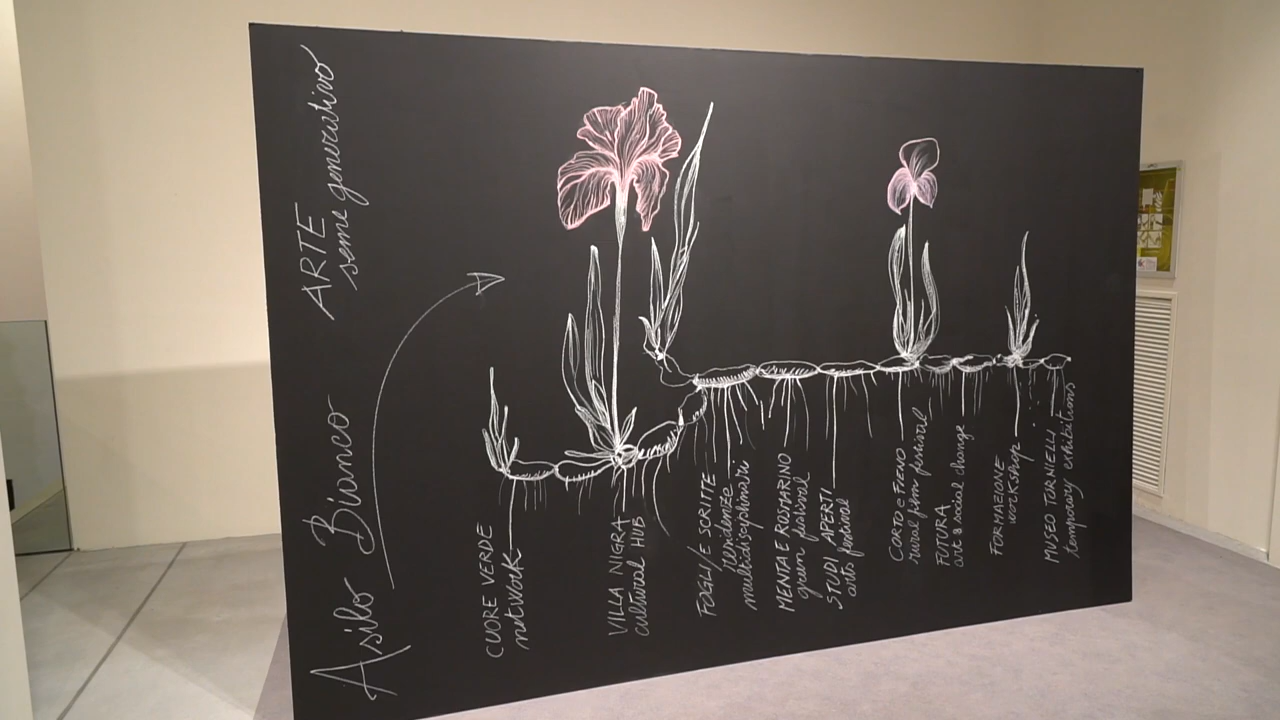 Asilo Bianco
ARTE
seme generativo
CUORE VERDE
network
VILLA NIGRA
cultural HUB
FOGLI E SCRITTE
residenze
multidisciplinari
MENTA E ROSMARINO
green festival
STUDI APERTI
arts festival
CORTO e FIENO
rural film festival
FUTURA
art & social change
FORMAZIONE
workshop
MUSEO TORNIELLI
temporary exhibitions